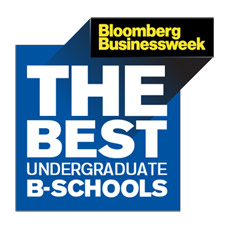 Bloomberg
Businessweek
THE
BEST
UNDERGRADUATE
B-SCHOOLS